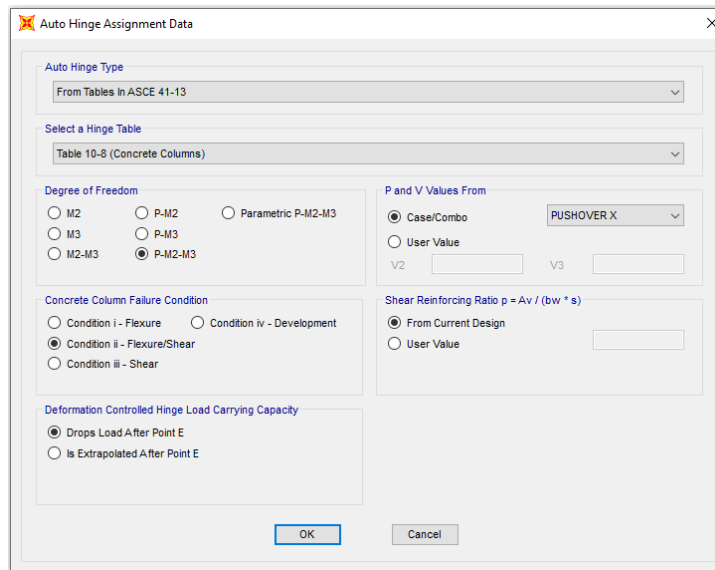 Auto Hinge Assignment Data
Auto Hinge Type
From Tables In ASCE 41-13
Select a Hinge Table
Table 10-8 (Concrete Columns)
Degree of Freedom
M2 P-M2 Parametric P-M2-M3
M3 P-M3
M2-M3 P-M2-M3
P and V Values From
Case/Combo PUSHOVER X
User Value
V2 V3
Concrete Column Failure Condition
Condition i - Flexure Condition iv - Development
Condition ii - Flexure/Shear
Condition iii - Shear
Shear Reinforcing Ratio p = Av / (bw * s)
From Current Design
User Value
Deformation Controlled Hinge Load Carrying Capacity
Drops Load After Point E
Is Extrapolated After Point E
OK Cancel